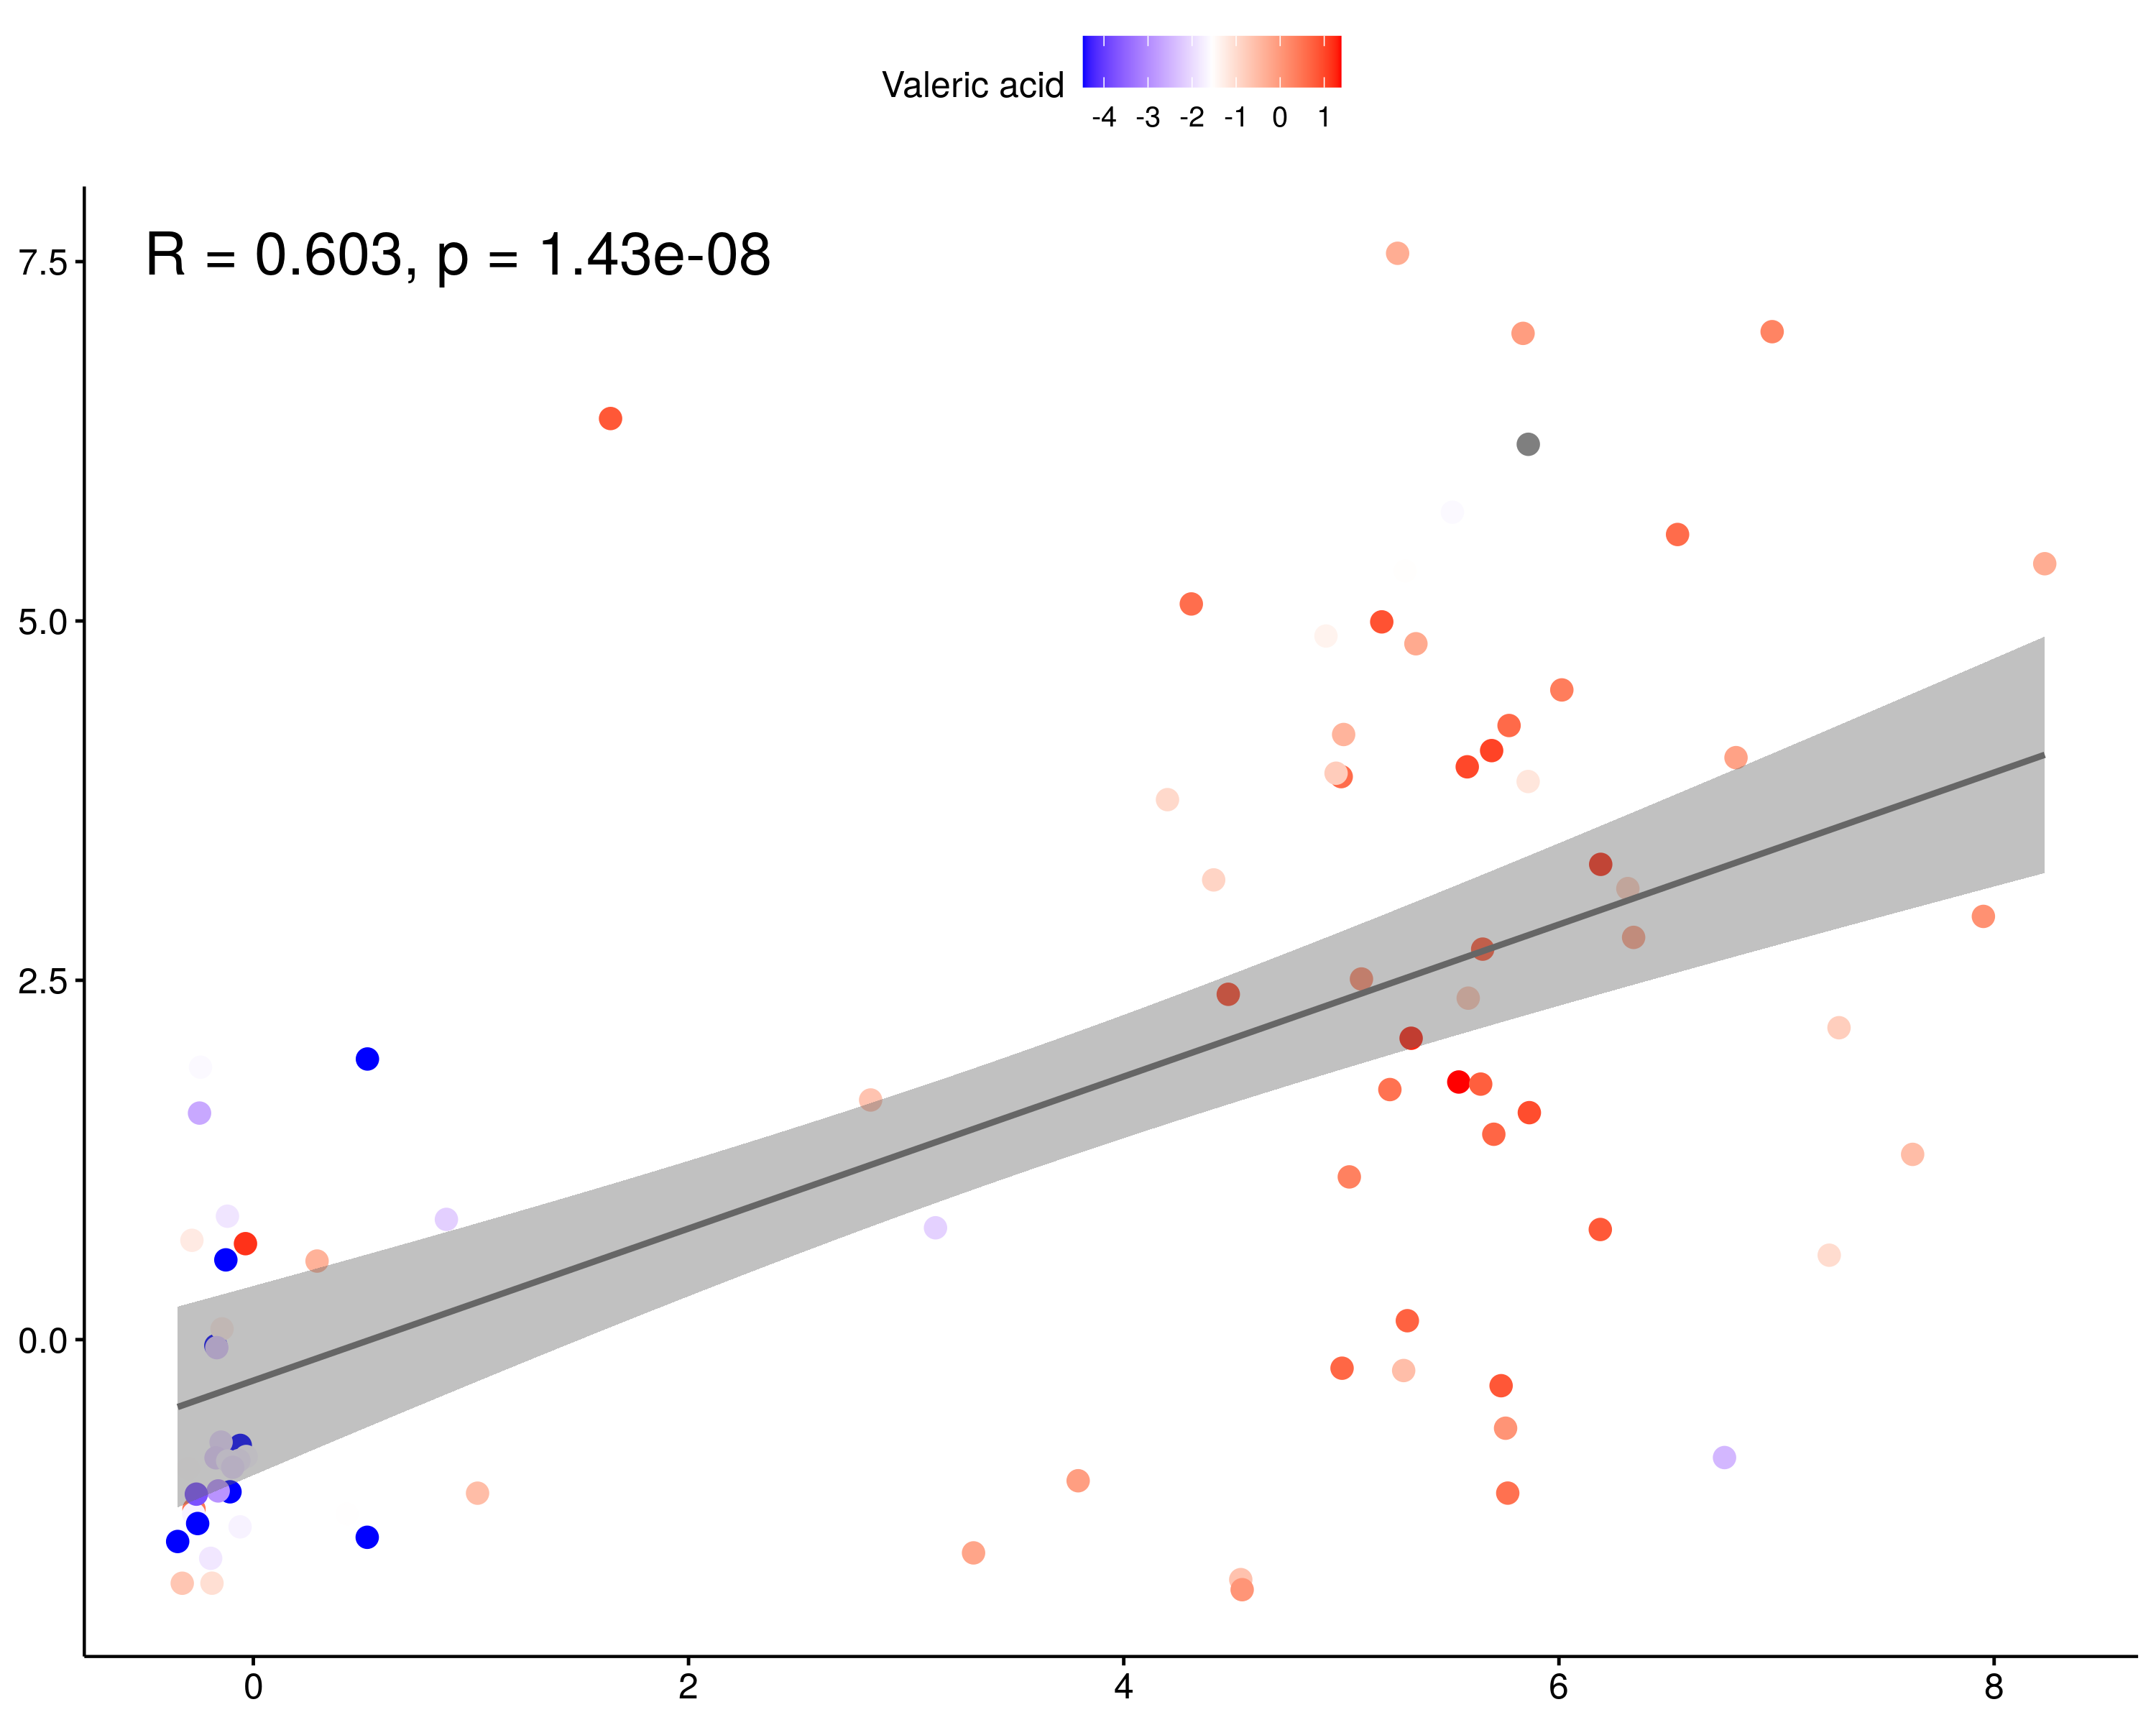 Valeric acid
-4 -3 -2 -1 0 1
R = 0.603, p = 1.43e-08
7.5
5.0
2.5
0.0
0 2 4 6 8